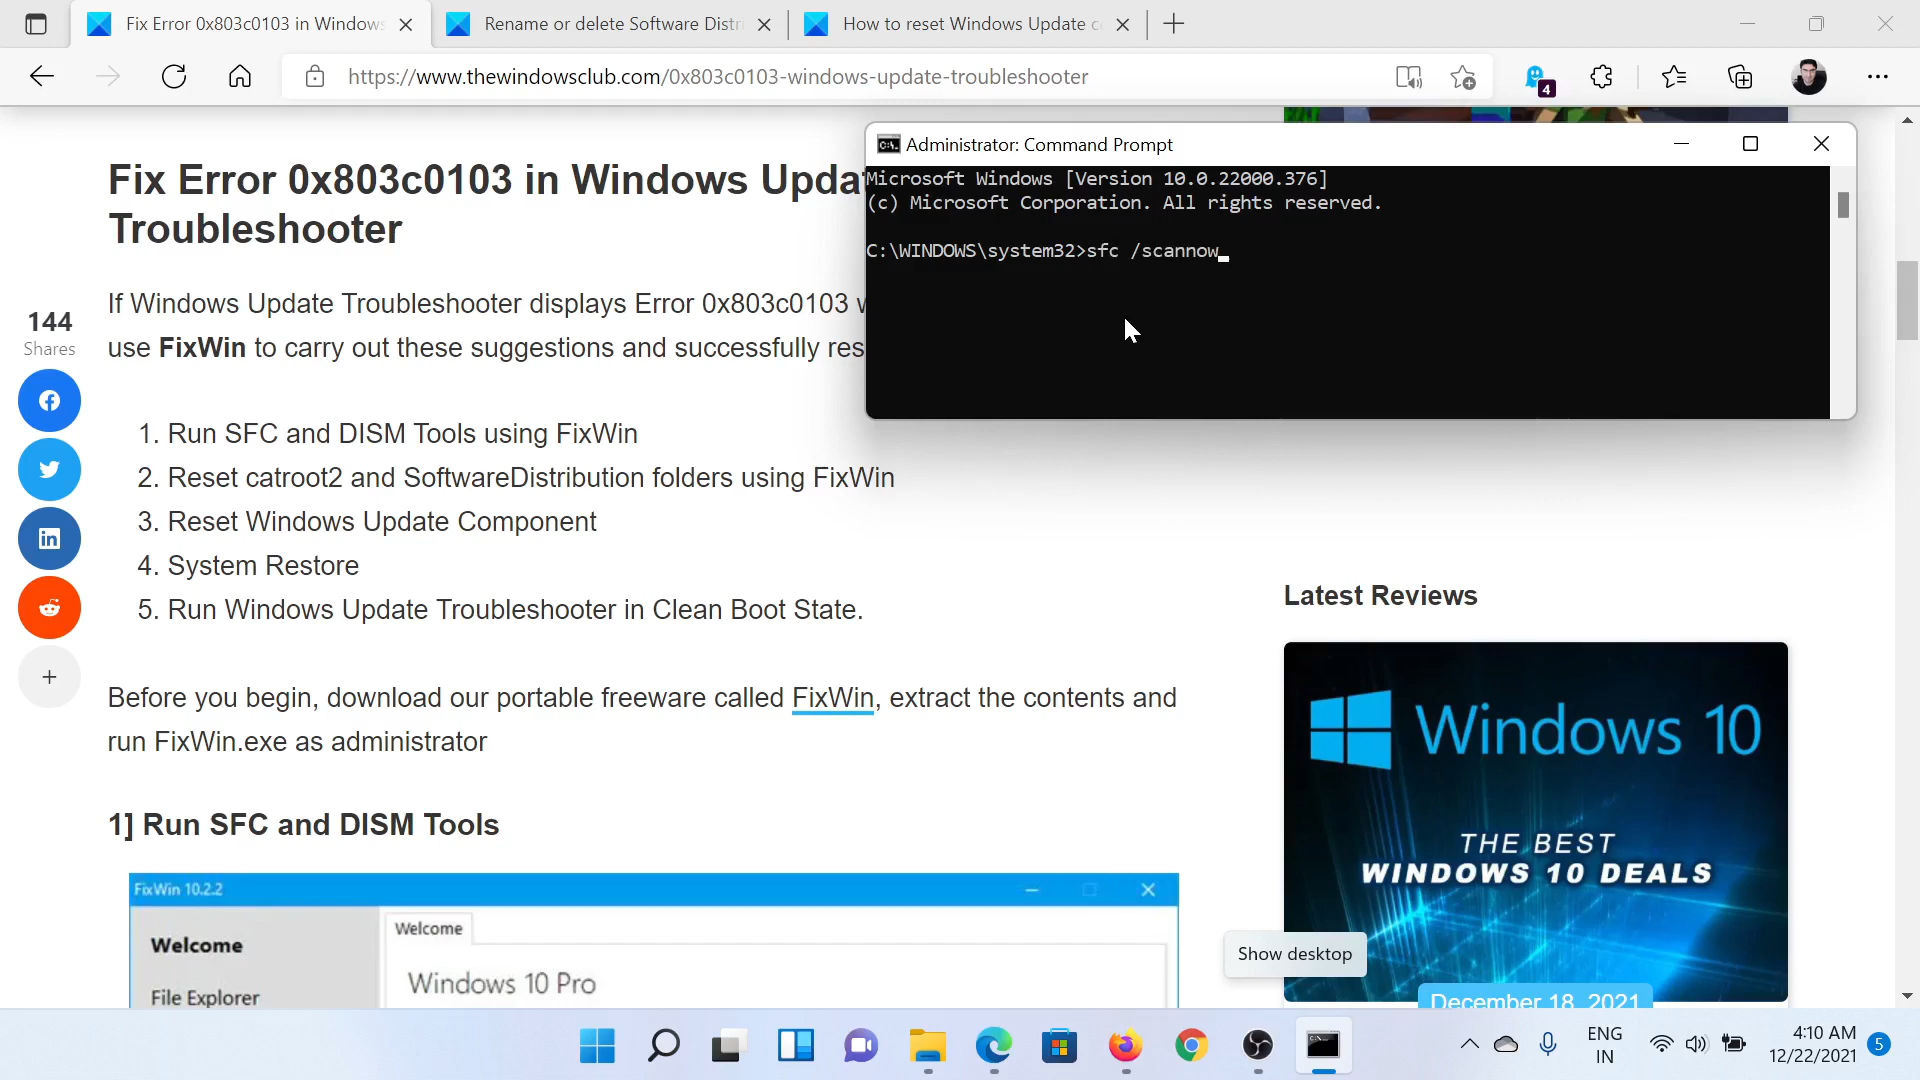 Fix Error 0x803c0103 in Windows
Rename or delete Software Distri
How to reset Windows Update c
https://www.thewindowsclub.com/0x803c0103-windows-update-troubleshooter
4
Administrator: Command Prompt
Microsoft Windows [Version 10.0.22000.376]
(c) Microsoft Corporation. All rights reserved.
C:\WINDOWS\system32>sfc /scannow
Fix Error 0x803c0103 in Windows Updat
Troubleshooter
144
Shares
If Windows Update Troubleshooter displays Error 0x803c0103
use FixWin to carry out these suggestions and successfully res
1. Run SFC and DISM Tools using FixWin
2. Reset catroot2 and SoftwareDistribution folders using FixWin
3. Reset Windows Update Component
4. System Restore
5. Run Windows Update Troubleshooter in Clean Boot State.
Before you begin, download our portable freeware called FixWin, extract the contents and
run FixWin.exe as administrator
1] Run SFC and DISM Tools
FixWin 10.2.2
Welcome
File Explorer
Welcome
Windows 10 Pro
Latest Reviews
Windows 10
THE BEST
WINDOWS 10 DEALS
December 18, 2021
Show desktop
ENG
IN
4:10 AM
12/22/2021
5